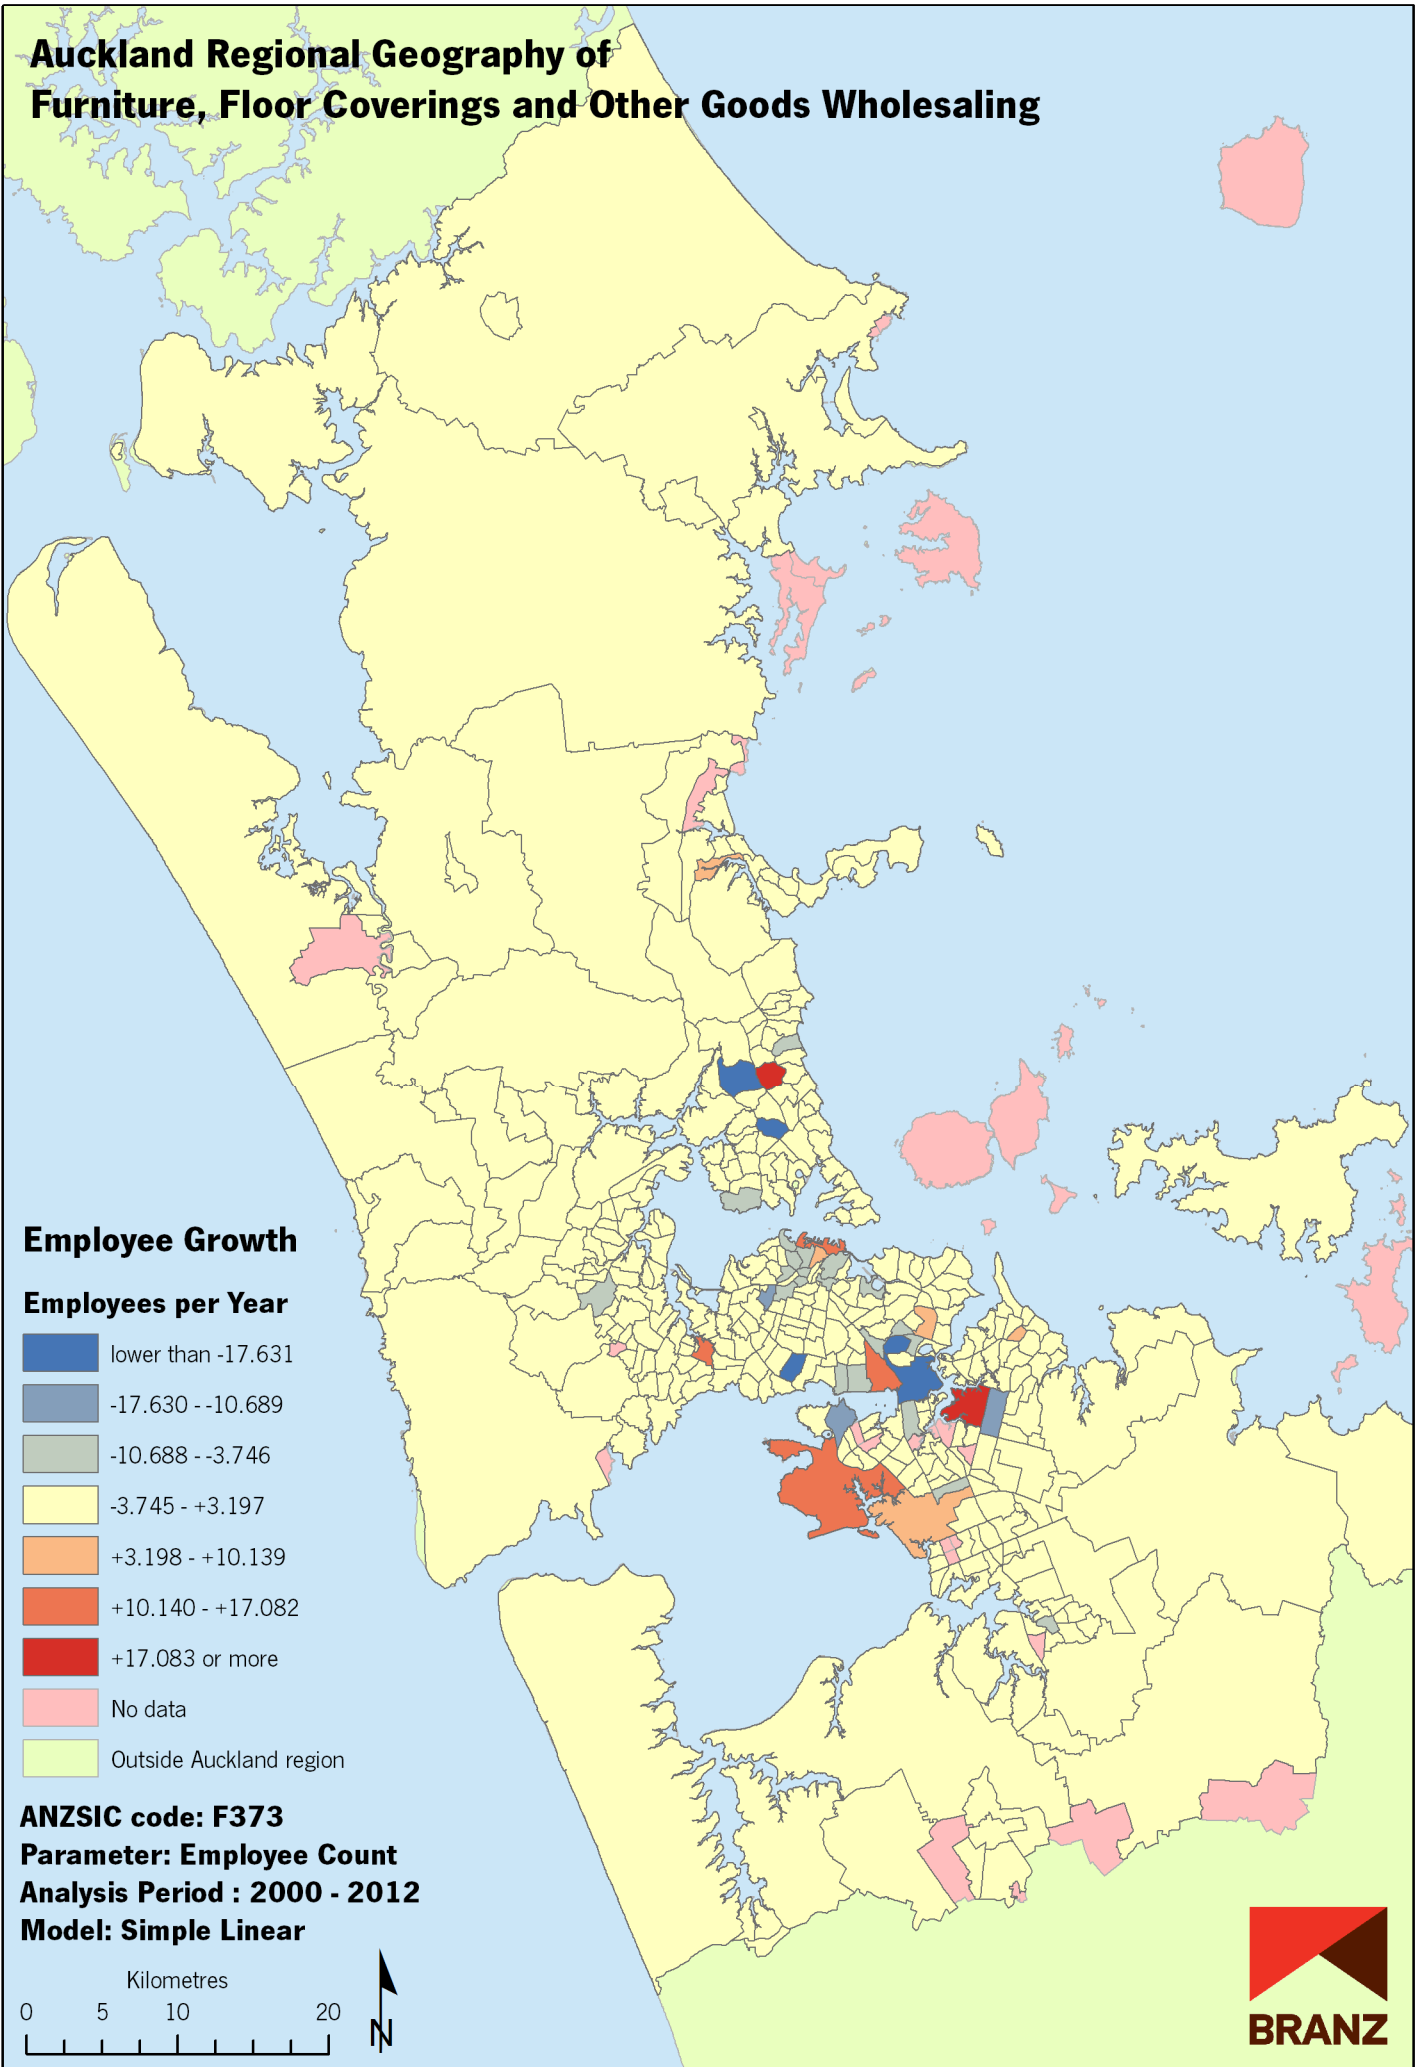 Auckland Regional Geography of
Furniture, Floor Coverings and Other Goods Wholesaling
Employee Growth
Employees per Year
lower than -17.631
-17.630 - -10.689
-10.688 - -3.746
-3.745 - +3.197
+3.198 - +10.139
+10.140 - +17.082
+17.083 or more
No data
Outside Auckland region
ANZSIC code: F373
Parameter: Employee Count
Analysis Period : 2000 - 2012
Model: Simple Linear
Kilometres
0 5 10 20
N
BRANZ